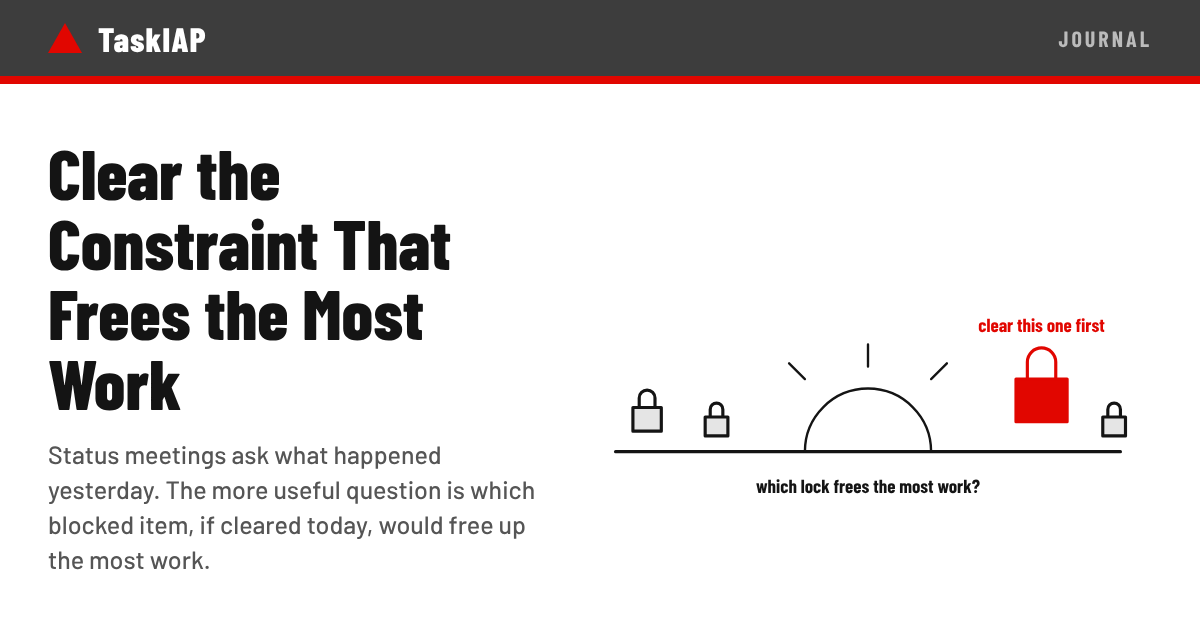 TaskIAP
JOURNAL
Clear the
Constraint That
Frees the Most
Work
Status meetings ask what happened
yesterday. The more useful question is which
blocked item, if cleared today, would free up
the most work.
clear this one first
which lock frees the most work?